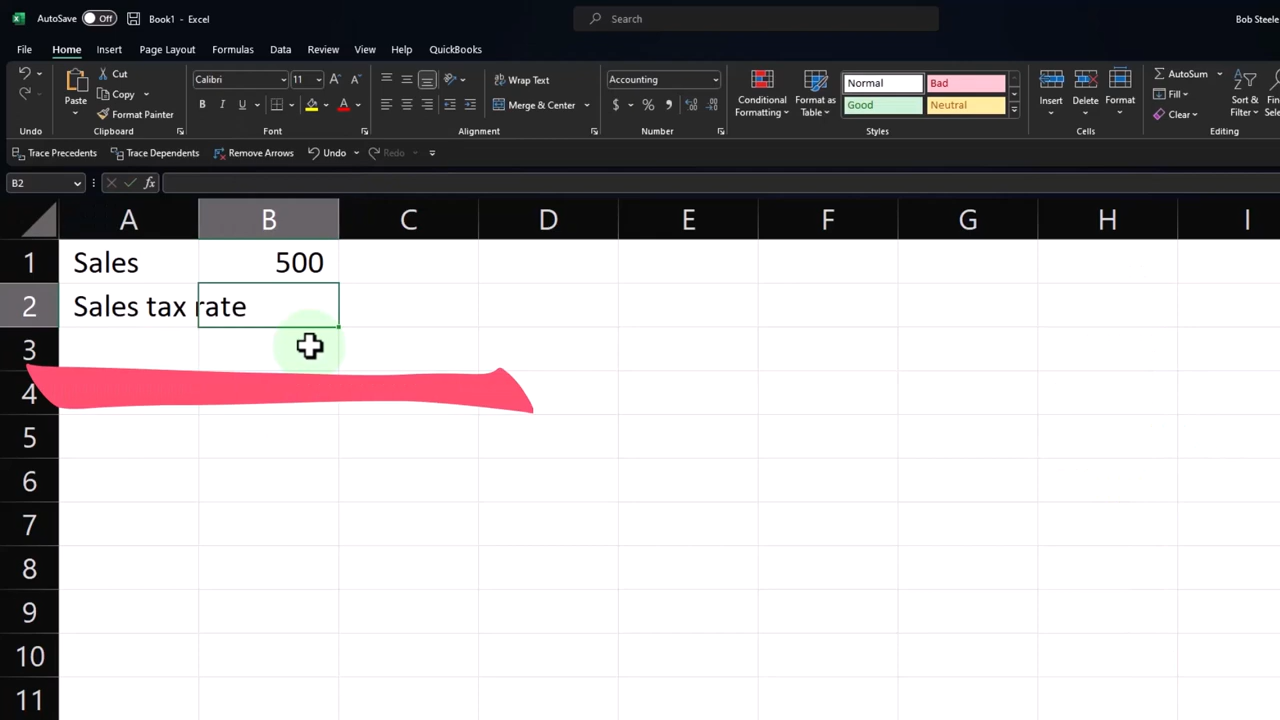 AutoSave Off Book1 - Excel Search Bob Steele
File Home Insert Page Layout Formulas Data Review View Help QuickBooks
Undo
Paste
Cut
Copy
Format Painter
Clipboard
Calibri 11
B I U
Font
Wrap Text
Merge & Center
Alignment
Accounting
$ % 9
Number
Conditional Formatting
Format as Table
Normal Bad
Good Neutral
Styles
Insert Delete Format
Cells
AutoSum
Fill
Clear
Sort & Filter
Editing
Trace Precedents Trace Dependents Remove Arrows Undo Redo
B2 fx
A B C D E F G H I
1 Sales 500
2 Sales tax rate
3
4
5
6
7
8
9
10
11